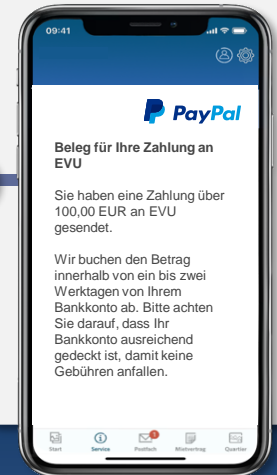 09:41
PayPal
Beleg für Ihre Zahlung an
EVU
Sie haben eine Zahlung über
100,00 EUR an EVU
gesendet.
Wir buchen den Betrag
innerhalb von ein bis zwei
Werktagen von Ihrem
Bankkonto ab. Bitte achten
Sie darauf, dass Ihr
Bankkonto ausreichend
gedeckt ist, damit keine
Gebühren anfallen.
Start Service Postfach Mietvertrag Quartier